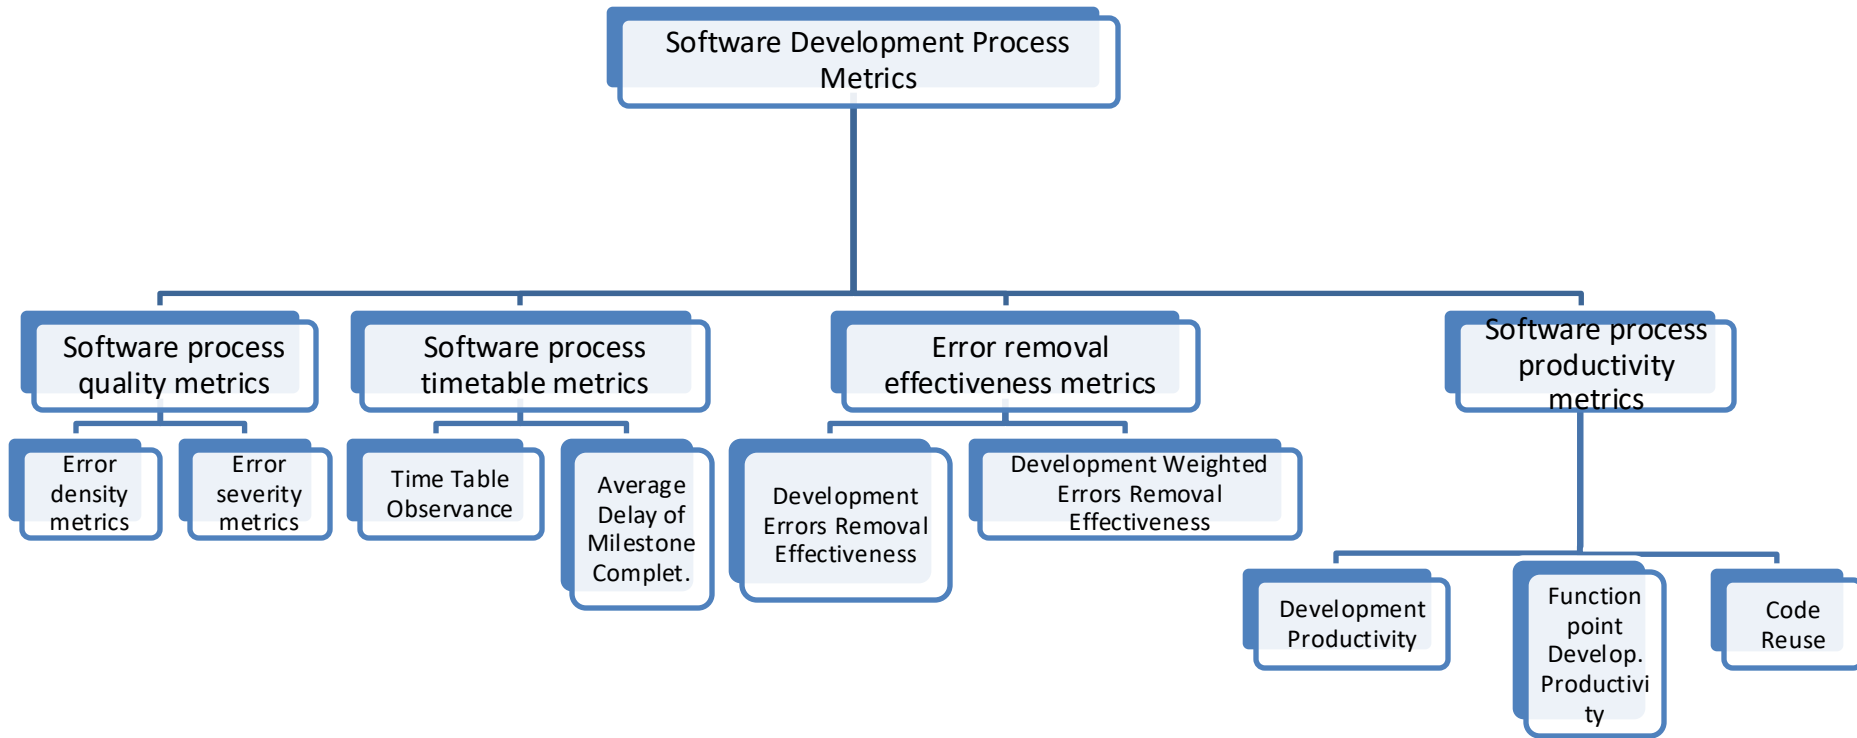 Software Development Process
Metrics
Software process
quality metrics
Software process
timetable metrics
Error removal
effectiveness metrics
Software process
productivity
metrics
Error
density
metrics
Error
severity
metrics
Time Table
Observance
Average
Delay of
Milestone
Complet.
Development
Errors Removal
Effectiveness
Development Weighted
Errors Removal
Effectiveness
Development
Productivity
Function
point
Develop.
Productivi
ty
Code
Reuse